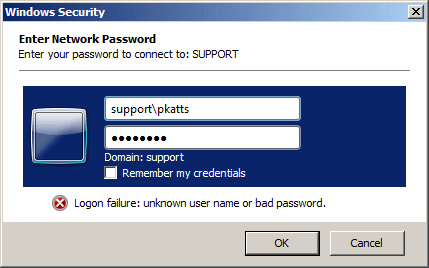 Windows Security
Enter Network Password
Enter your password to connect to: SUPPORT
support\pkatts
●●●●●●●●
Domain: support
Remember my credentials
Logon failure: unknown user name or bad password.
OK
Cancel